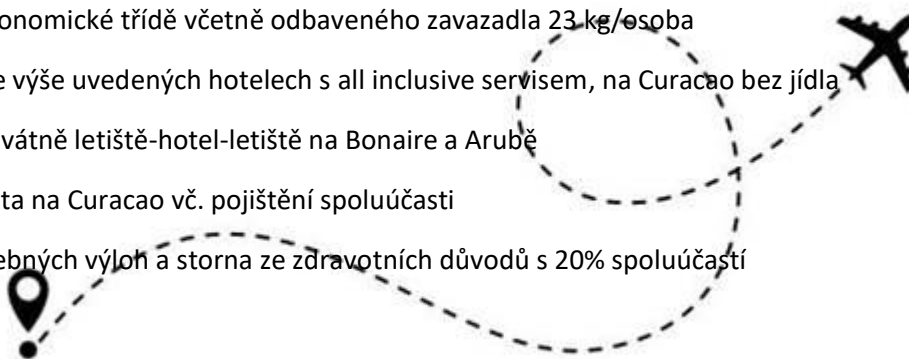 onomické třídě včetně odbaveného zavazadla 23 kg/osoba
e výše uvedených hotelech s all inclusive servisem, na Curacao bez jídla
vátně letiště-hotel-letiště na Bonaire a Arubě
ta na Curacao vč. pojištění spoluúčasti
ebných výloh a storna ze zdravotních důvodů s 20% spoluúčastí